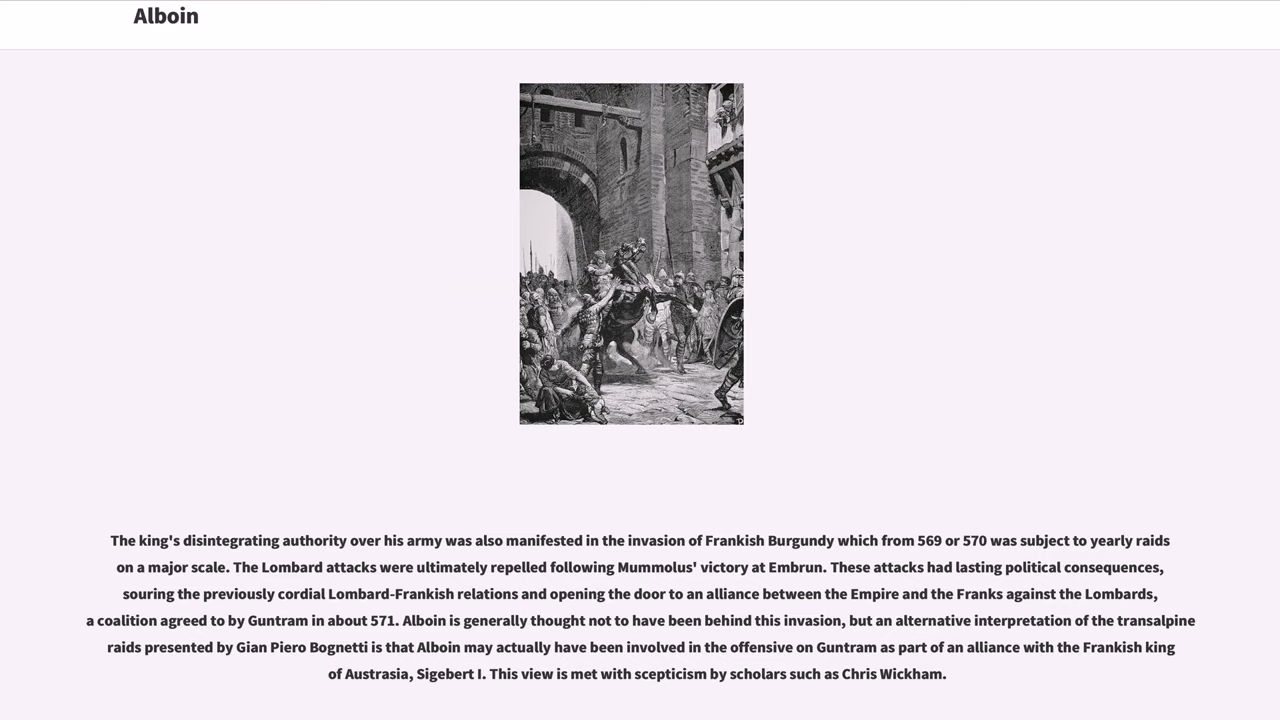 Alboin
The king's disintegrating authority over his army was also manifested in the invasion of Frankish Burgundy which from 569 or 570 was subject to yearly raids
on a major scale. The Lombard attacks were ultimately repelled following Mummolus' victory at Embrun. These attacks had lasting political consequences,
souring the previously cordial Lombard-Frankish relations and opening the door to an alliance between the Empire and the Franks against the Lombards,
a coalition agreed to by Guntram in about 571. Alboin is generally thought not to have been behind this invasion, but an alternative interpretation of the transalpine
raids presented by Gian Piero Bognetti is that Alboin may actually have been involved in the offensive on Guntram as part of an alliance with the Frankish king
of Austrasia, Sigebert I. This view is met with scepticism by scholars such as Chris Wickham.